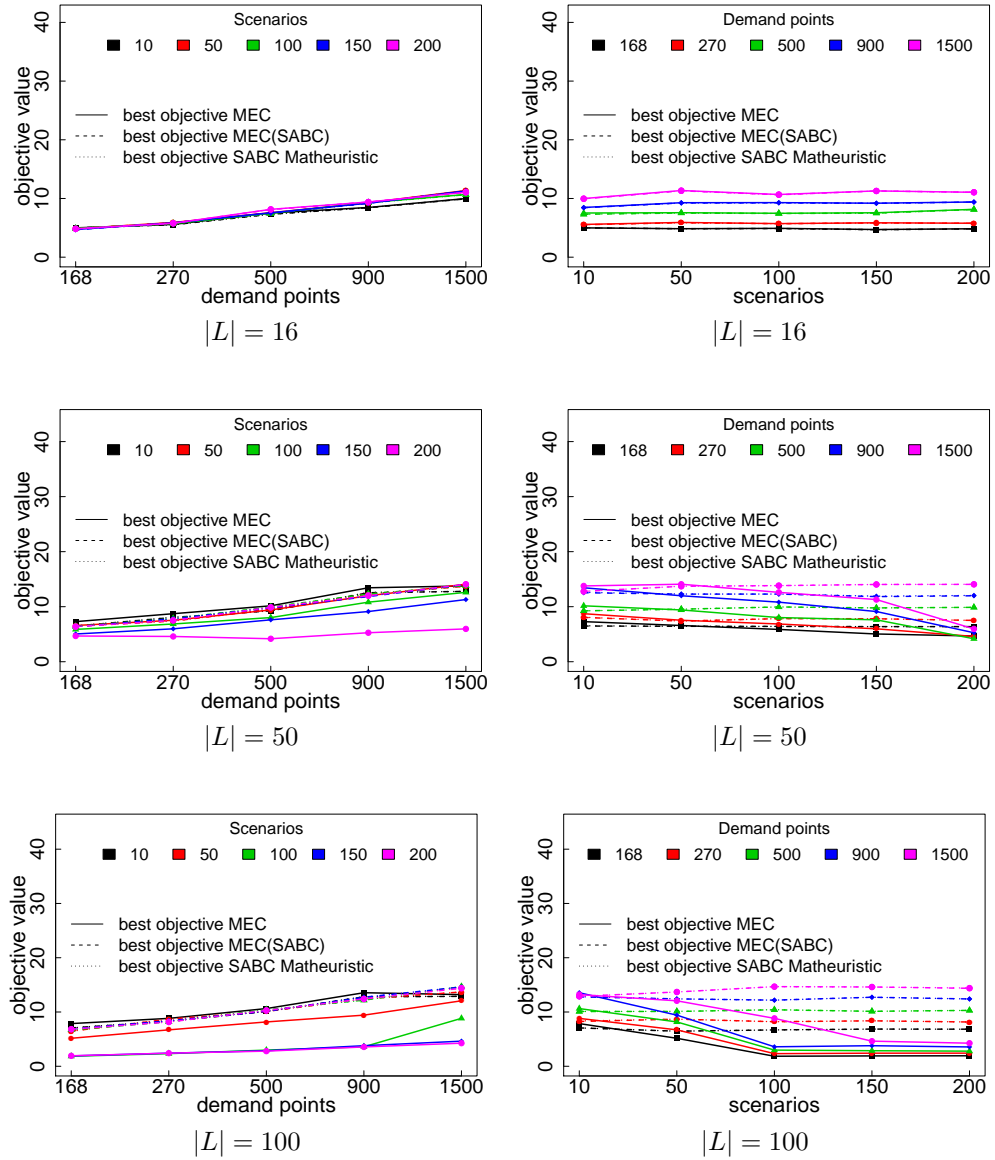 Scenarios
10 50 100 150 200
best objective MEC
best objective MEC(SABC)
best objective SABC Matheuristic
objective value
0 10 20 30 40
168 270 500 900 1500
demand points
|L| = 16
Demand points
168 270 500 900 1500
best objective MEC
best objective MEC(SABC)
best objective SABC Matheuristic
objective value
0 10 20 30 40
10 50 100 150 200
scenarios
|L| = 16
Scenarios
10 50 100 150 200
best objective MEC
best objective MEC(SABC)
best objective SABC Matheuristic
objective value
0 10 20 30 40
168 270 500 900 1500
demand points
|L| = 50
Demand points
168 270 500 900 1500
best objective MEC
best objective MEC(SABC)
best objective SABC Matheuristic
objective value
0 10 20 30 40
10 50 100 150 200
scenarios
|L| = 50
Scenarios
10 50 100 150 200
best objective MEC
best objective MEC(SABC)
best objective SABC Matheuristic
objective value
0 10 20 30 40
168 270 500 900 1500
demand points
|L| = 100
Demand points
168 270 500 900 1500
best objective MEC
best objective MEC(SABC)
best objective SABC Matheuristic
objective value
0 10 20 30 40
10 50 100 150 200
scenarios
|L| = 100